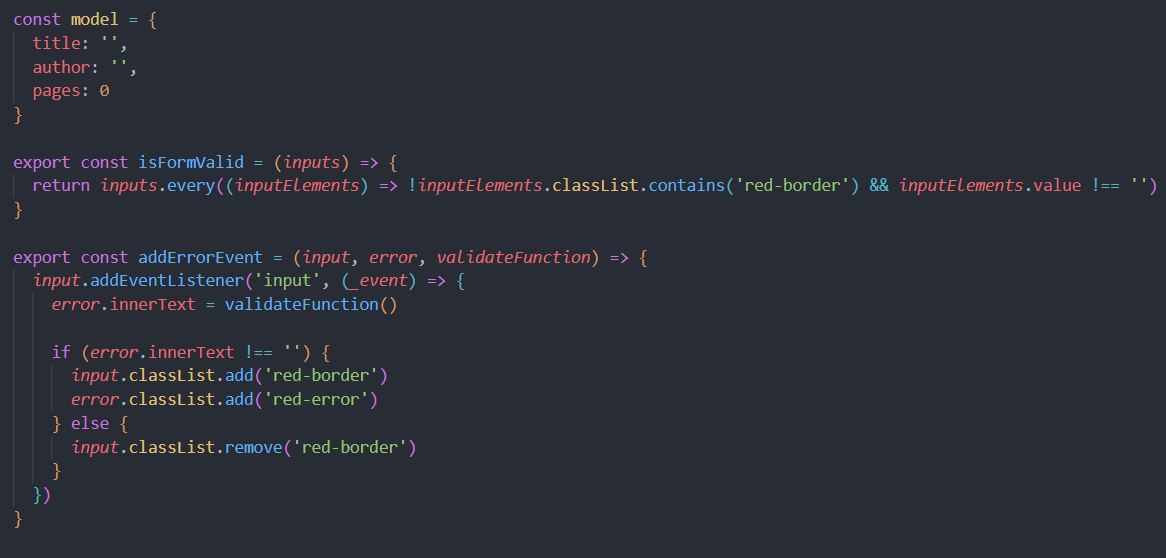 const model = {
  title: '',
  author: '',
  pages: 0
}

export const isFormValid = (inputs) => {
  return inputs.every((inputElements) => !inputElements.classList.contains('red-border') && inputElements.value !== '')
}

export const addErrorEvent = (input, error, validateFunction) => {
  input.addEventListener('input', (_event) => {
    error.innerText = validateFunction()

    if (error.innerText !== '') {
      input.classList.add('red-border')
      error.classList.add('red-error')
    } else {
      input.classList.remove('red-border')
    }
  })
}